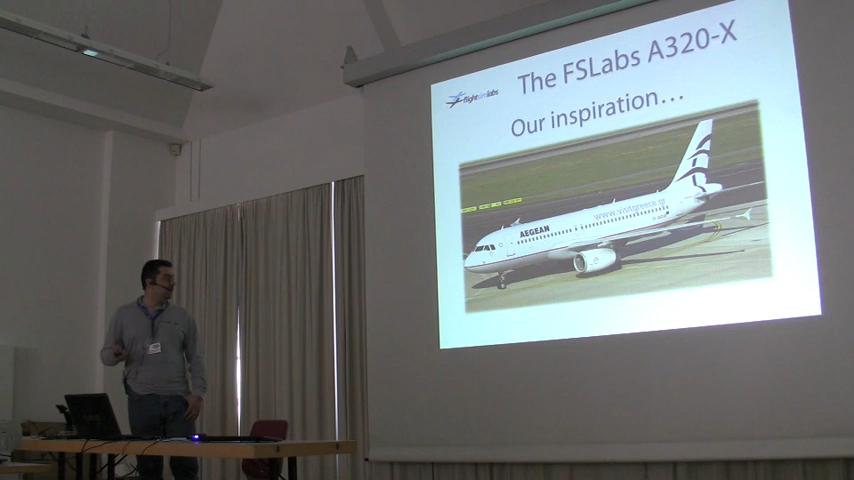 The FSLabs A320-X
flightsimlabs
Our inspiration…
www.visitgreece.gr
AEGEAN